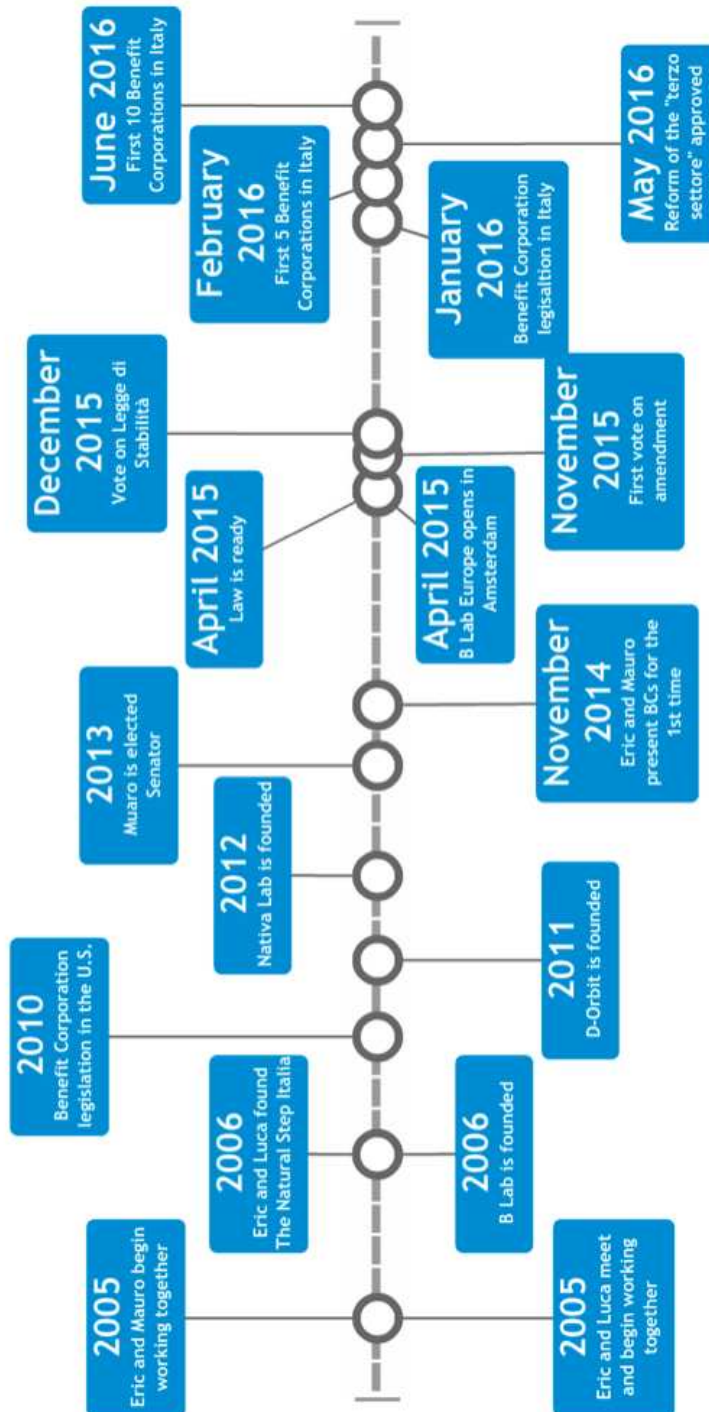 2005
Eric and Mauro begin
working together
2005
Eric and Luca meet
and begin working
together
2006
Eric and Luca found
The Natural Step Italia
2006
B Lab is founded
2010
Benefit Corporation
legislation in the U.S.
2011
D-Orbit is founded
2012
Nativa Lab is founded
2013
Muaro is elected
Senator
November
2014
Eric and Mauro
present BCs for the
1st time
April 2015
Law is ready
April 2015
B Lab Europe opens in
Amsterdam
November
2015
First vote on
amendment
December
2015
Vote on Legge di
Stabilità
January
2016
Benefit Corporation
legisaltion in Italy
February
2016
First 5 Benefit
Corporations in Italy
May 2016
Reform of the "terzo
settore" approved
June 2016
First 10 Benefit
Corporations in Italy